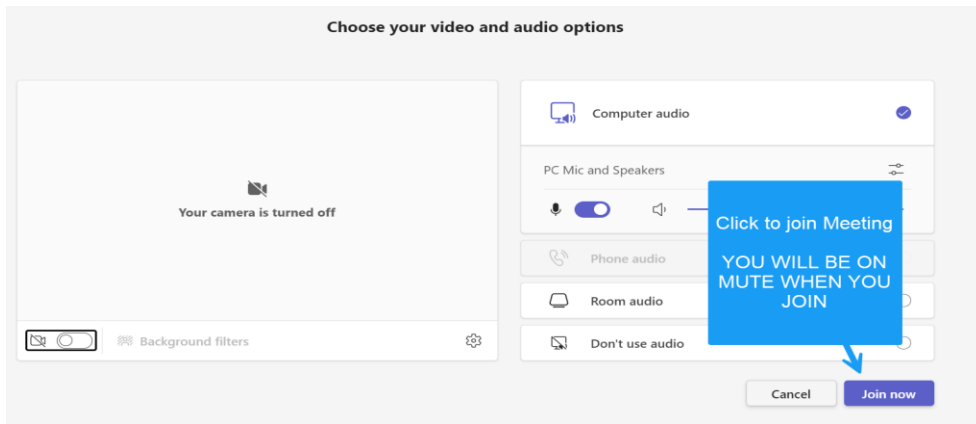 Choose your video and audio options
Your camera is turned off
Background filters
Computer audio
PC Mic and Speakers
Phone audio
Room audio
Don't use audio
Click to join Meeting
YOU WILL BE ON
MUTE WHEN YOU
JOIN
Cancel
Join now